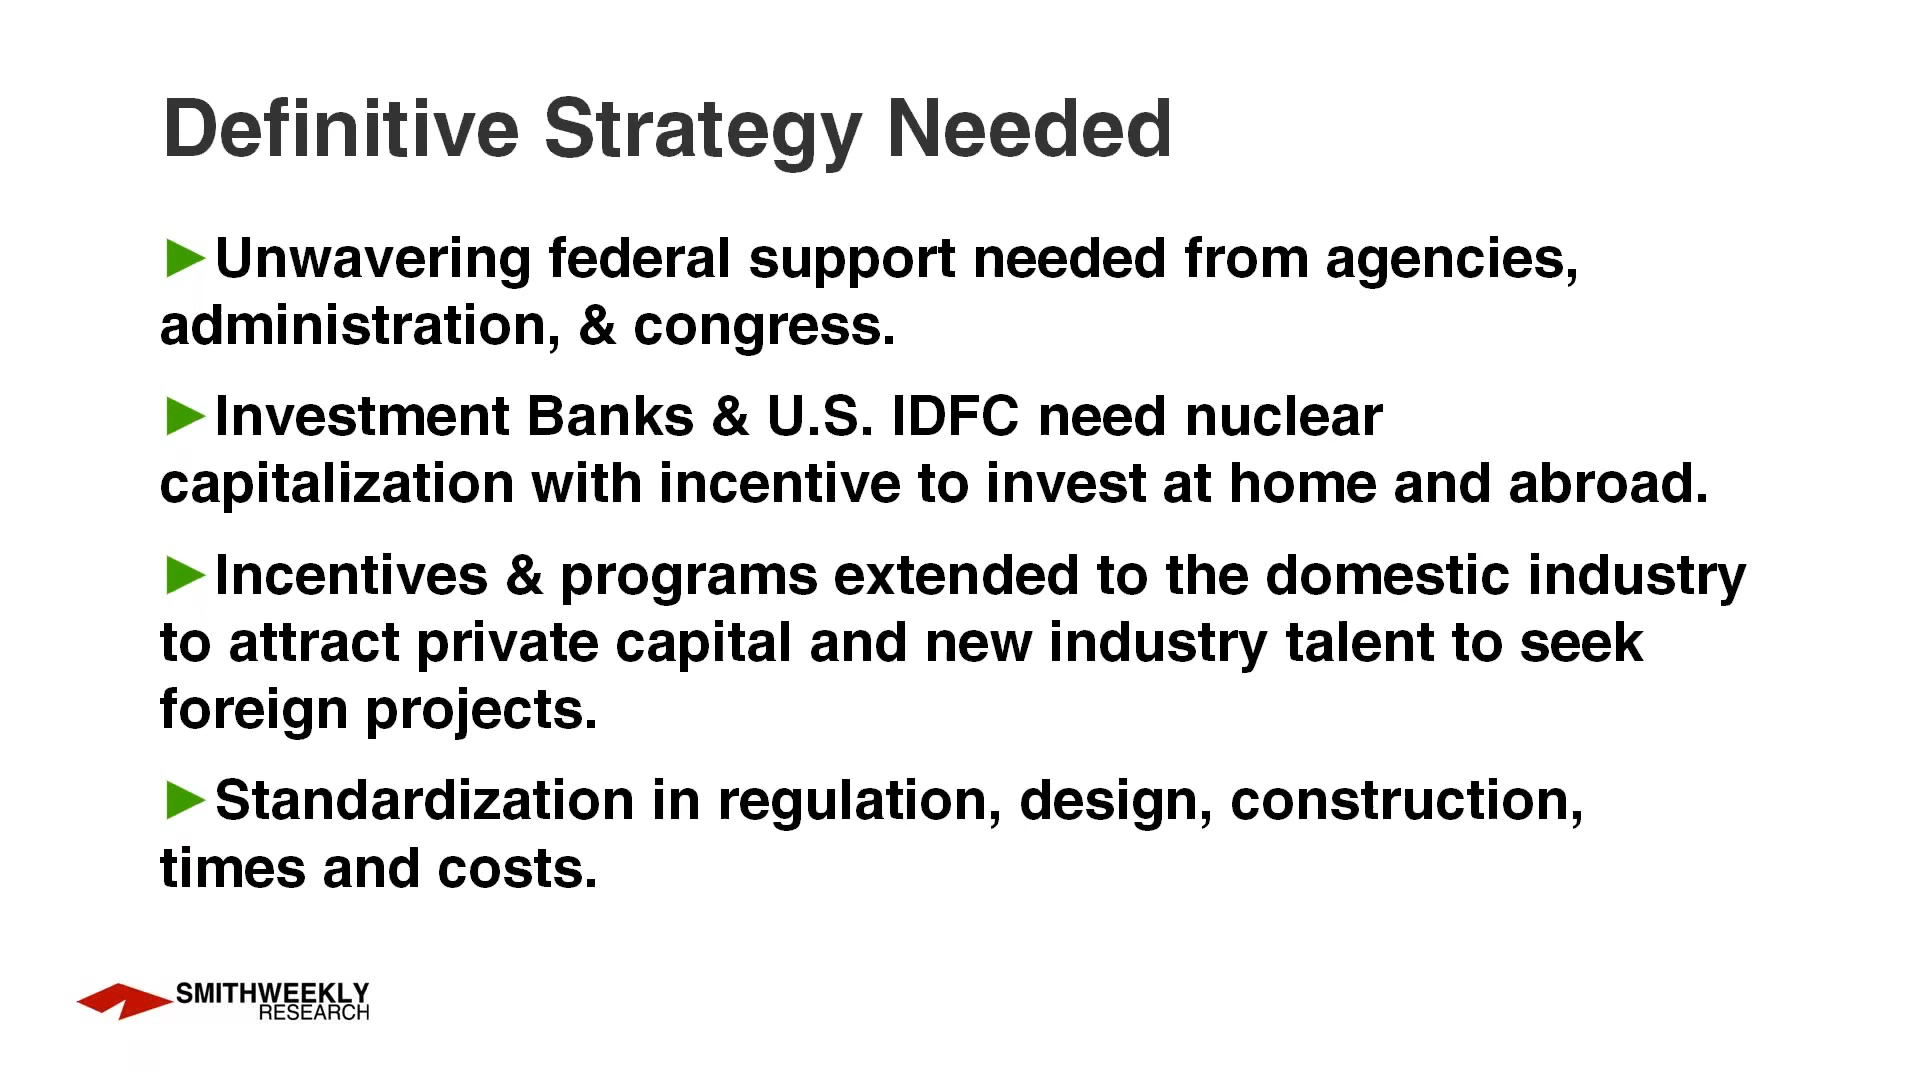 Definitive Strategy Needed
►Unwavering federal support needed from agencies,
administration, & congress.
►Investment Banks & U.S. IDFC need nuclear
capitalization with incentive to invest at home and abroad.
►Incentives & programs extended to the domestic industry
to attract private capital and new industry talent to seek
foreign projects.
►Standardization in regulation, design, construction,
times and costs.
SMITHWEEKLY
RESEARCH